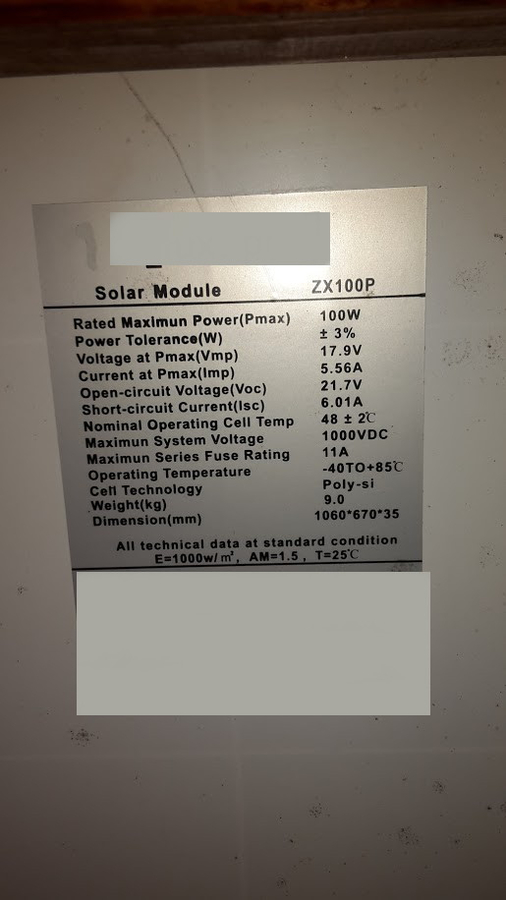 Solar Module ZX100P
Rated Maximun Power(Pmax) 100W
Power Tolerance(W) ± 3%
Voltage at Pmax(Vmp) 17.9V
Current at Pmax(Imp) 5.56A
Open-circuit Voltage(Voc) 21.7V
Short-circuit Current(Isc) 6.01A
Nominal Operating Cell Temp 48 ± 2℃
Maximun System Voltage 1000VDC
Maximun Series Fuse Rating 11A
Operating Temperature -40TO+85℃
Cell Technology Poly-si
Weight(kg) 9.0
Dimension(mm) 1060*670*35
All technical data at standard condition
E=1000w/㎡, AM=1.5, T=25℃